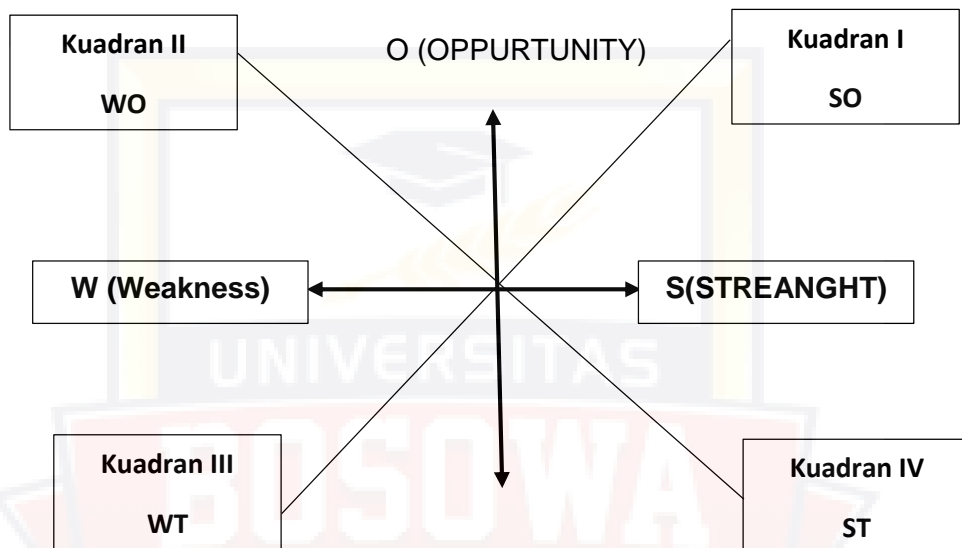 Kuadran II
WO
O (OPPURTUNITY)
Kuadran I
SO
W (Weakness)
S(STREANGHT)
UNIVERSITAS
BOSOWA
Kuadran III
WT
Kuadran IV
ST